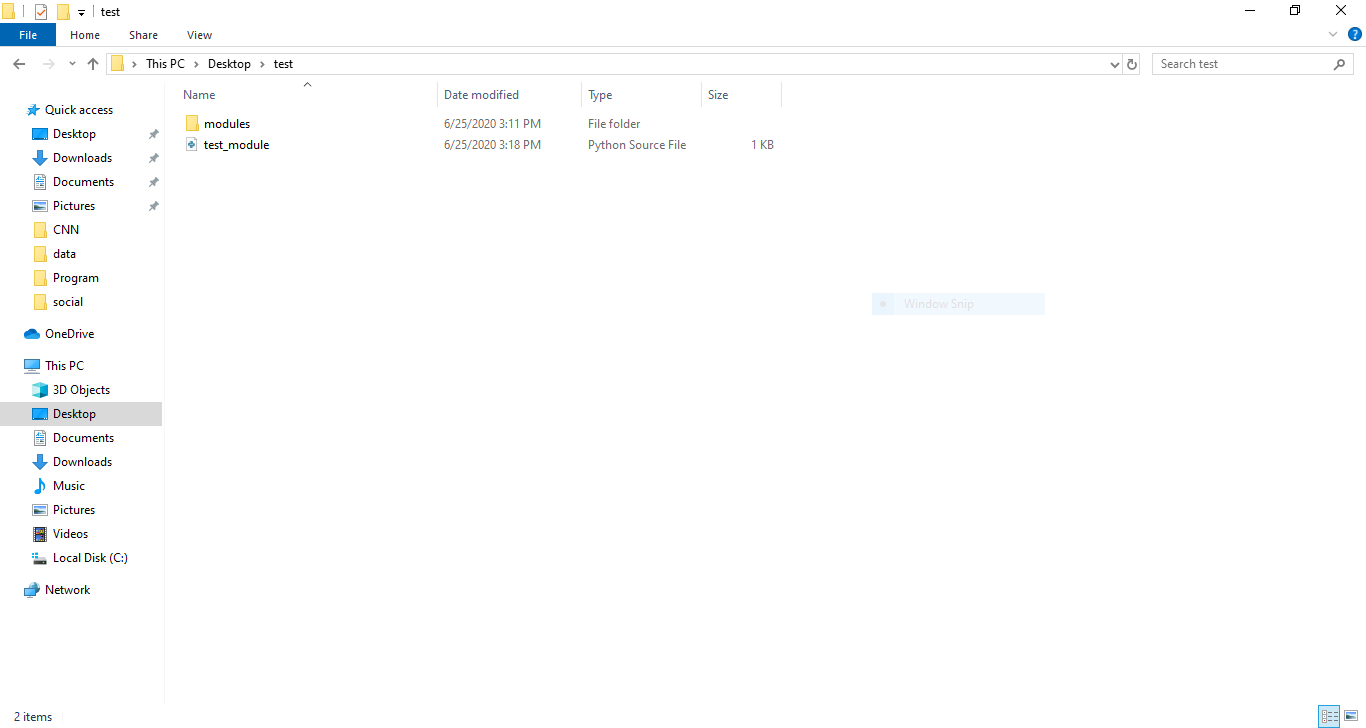 test
File Home Share View
This PC Desktop test
Search test
Name Date modified Type Size
modules 6/25/2020 3:11 PM File folder
test_module 6/25/2020 3:18 PM Python Source File 1 KB
Quick access
Desktop
Downloads
Documents
Pictures
CNN
data
Program
social
OneDrive
This PC
3D Objects
Desktop
Documents
Downloads
Music
Pictures
Videos
Local Disk (C:)
Network
Window Snip
2 items